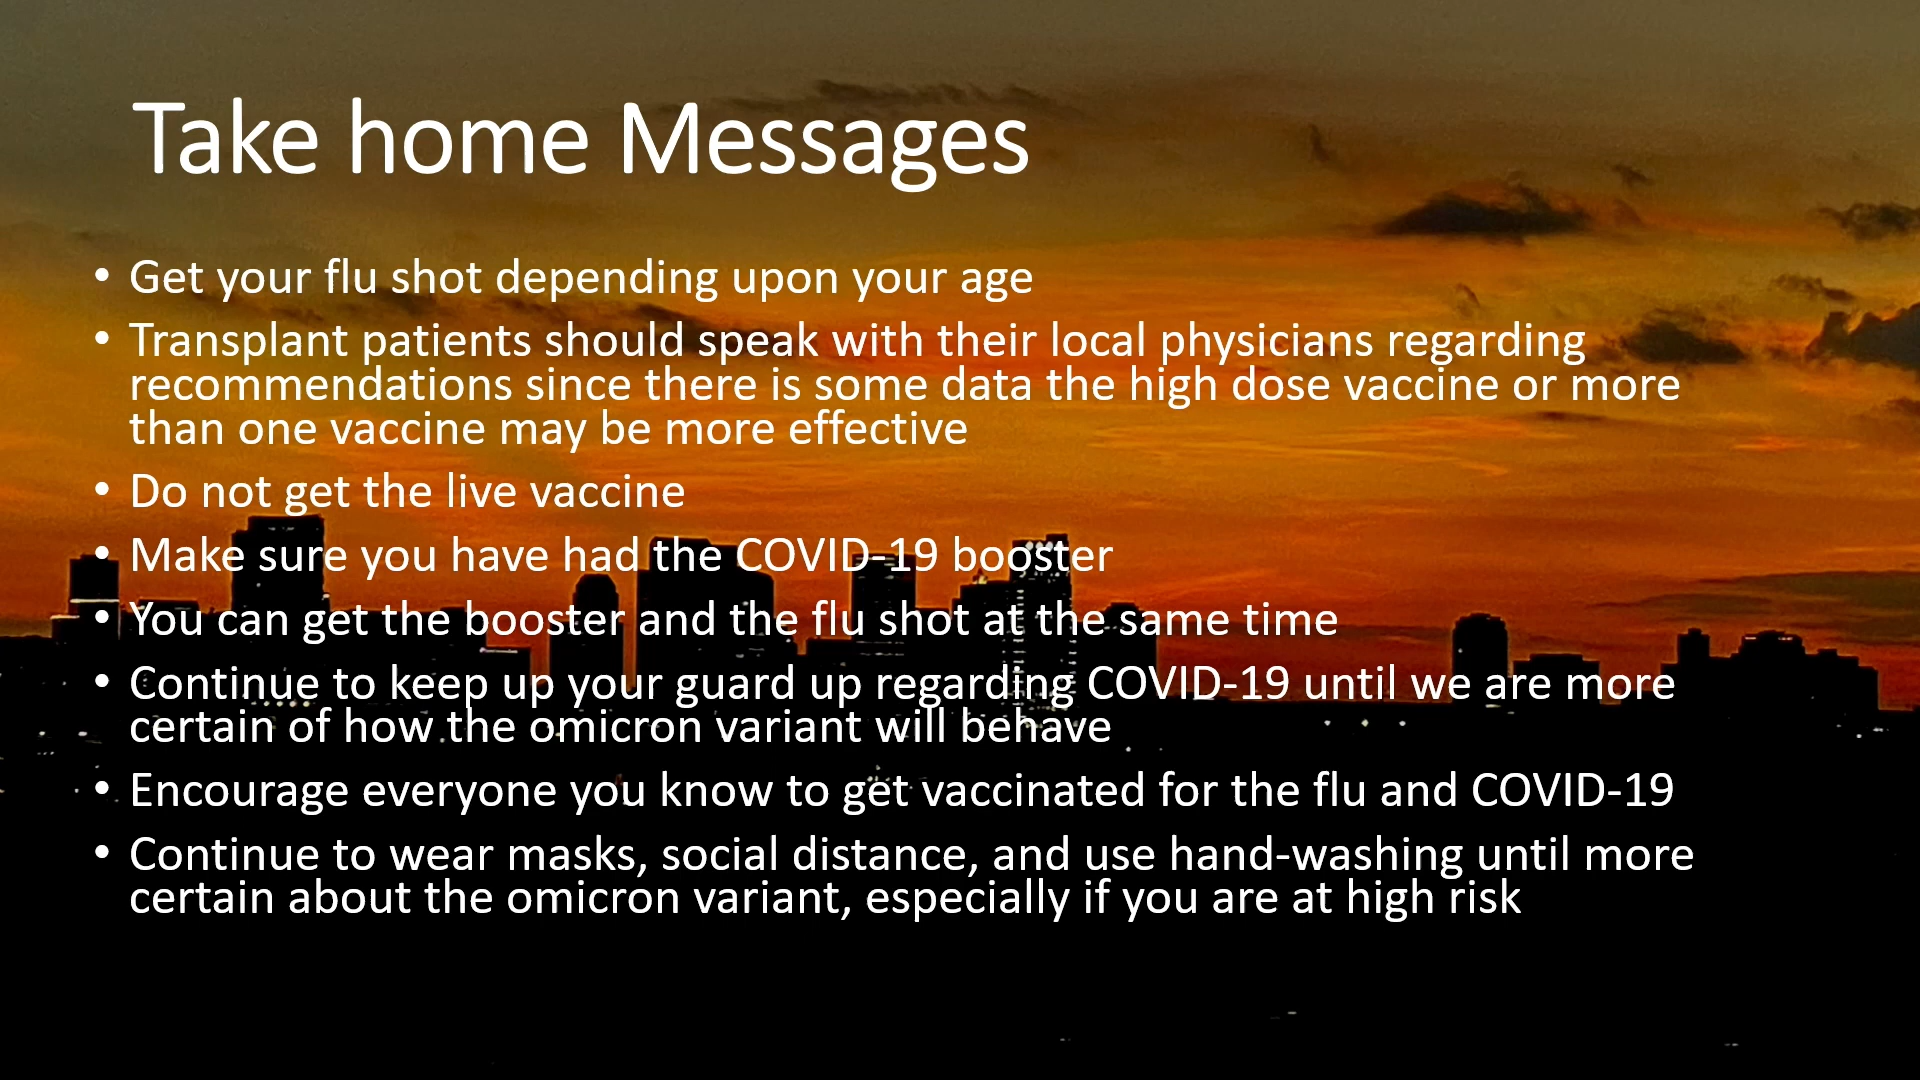 Take home Messages
• Get your flu shot depending upon your age
• Transplant patients should speak with their local physicians regarding
recommendations since there is some data the high dose vaccine or more
than one vaccine may be more effective
• Do not get the live vaccine
• Make sure you have had the COVID-19 booster
• You can get the booster and the flu shot at the same time
• Continue to keep up your guard up regarding COVID-19 until we are more
certain of how the omicron variant will behave
• Encourage everyone you know to get vaccinated for the flu and COVID-19
• Continue to wear masks, social distance, and use hand-washing until more
certain about the omicron variant, especially if you are at high risk